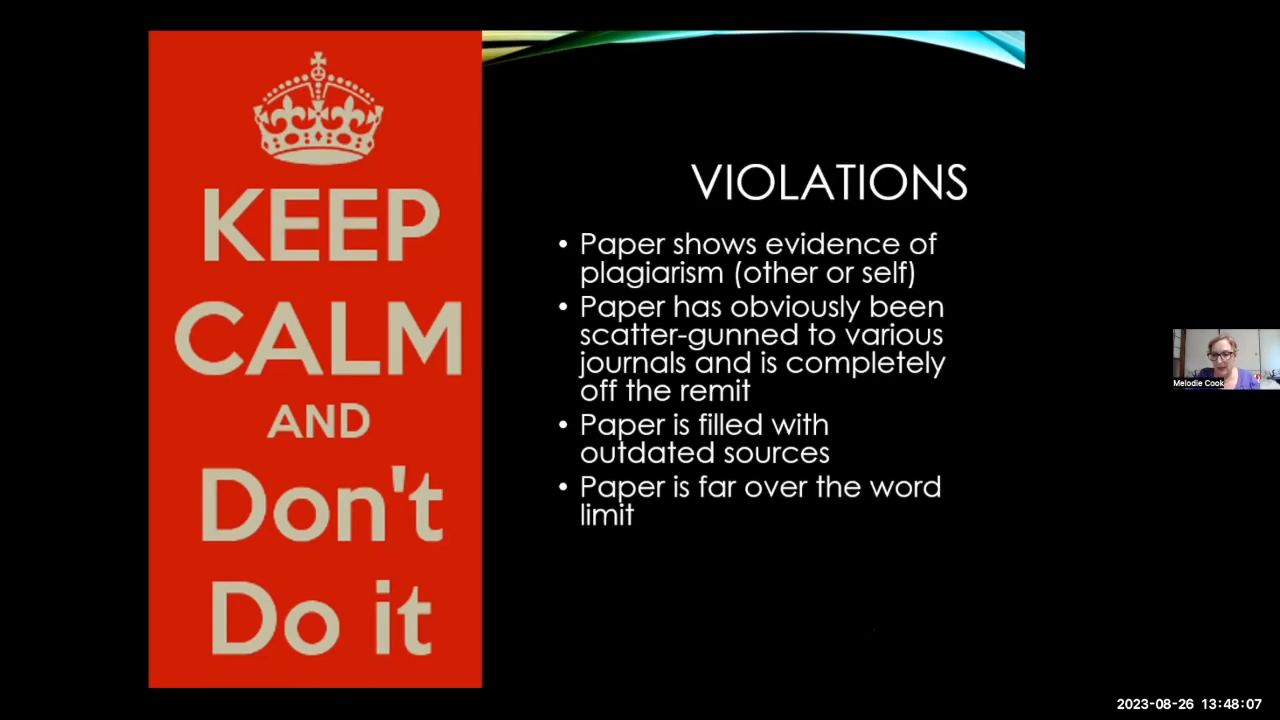 KEEP
CALM
AND
Don't
Do it
VIOLATIONS
• Paper shows evidence of
plagiarism (other or self)
• Paper has obviously been
scatter-gunned to various
journals and is completely
off the remit
• Paper is filled with
outdated sources
• Paper is far over the word
limit
Melodie Cook
2023-08-26 13:48:07